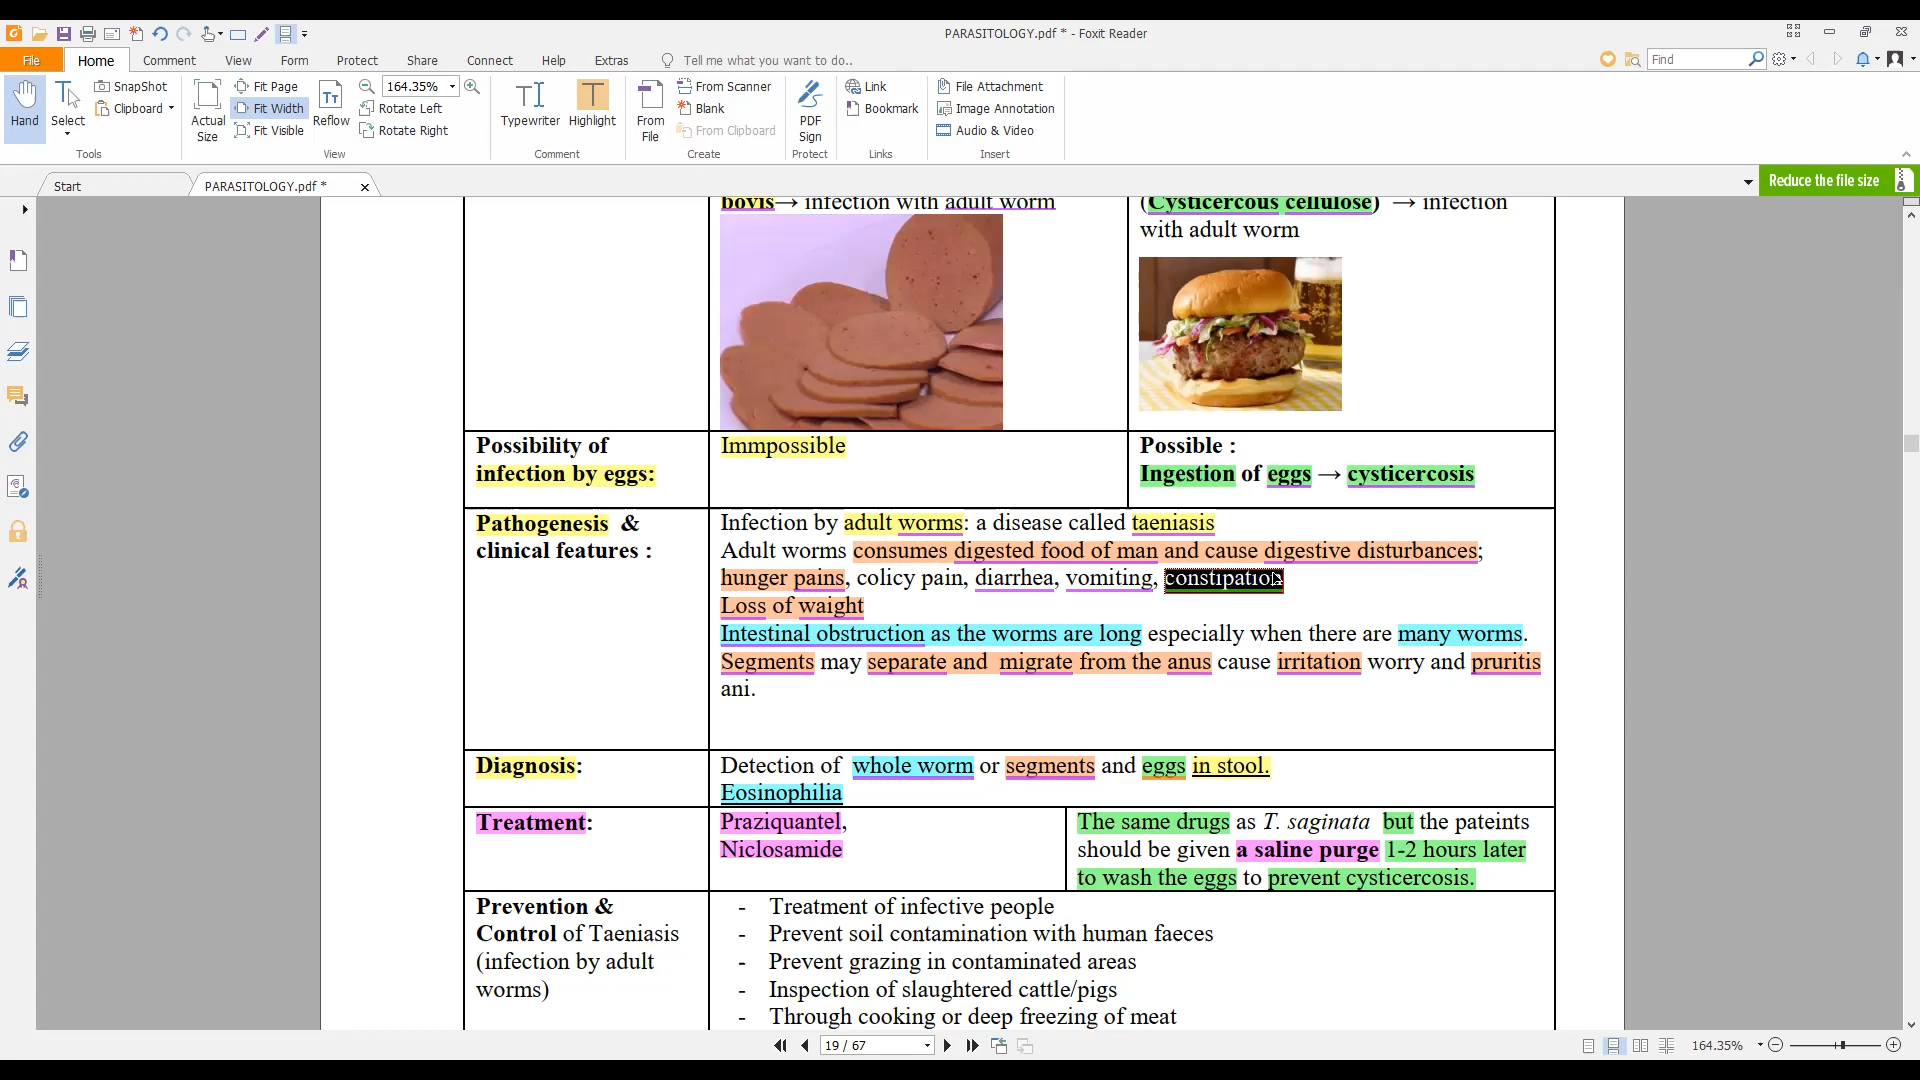 PARASITOLOGY.pdf * - Foxit Reader
File
Home
Comment
View
Form
Protect
Share
Connect
Help
Extras
Tell me what you want to do..
Find
Hand
Select
SnapShot
Clipboard
Tools
Actual
Size
Fit Page
Fit Width
Fit Visible
Reflow
164.35%
Rotate Left
Rotate Right
View
Typewriter
Highlight
Comment
From
File
From Scanner
Blank
From Clipboard
Create
PDF
Sign
Protect
Link
Bookmark
Links
File Attachment
Image Annotation
Audio & Video
Insert
Start
PARASITOLOGY.pdf *
Reduce the file size
bovis→ infection with adult worm
(Cysticercous cellulose) → infection
with adult worm
Possibility of
infection by eggs:
Immpossible
Possible :
Ingestion of eggs → cysticercosis
Pathogenesis &
clinical features :
Infection by adult worms: a disease called taeniasis
Adult worms consumes digested food of man and cause digestive disturbances;
hunger pains, colicy pain, diarrhea, vomiting, constipation
Loss of waight
Intestinal obstruction as the worms are long especially when there are many worms.
Segments may separate and migrate from the anus cause irritation worry and pruritis
ani.
Diagnosis:
Detection of whole worm or segments and eggs in stool.
Eosinophilia
Treatment:
Praziquantel,
Niclosamide
The same drugs as T. saginata but the pateints
should be given a saline purge 1-2 hours later
to wash the eggs to prevent cysticercosis.
Prevention &
Control of Taeniasis
(infection by adult
worms)
- Treatment of infective people
- Prevent soil contamination with human faeces
- Prevent grazing in contaminated areas
- Inspection of slaughtered cattle/pigs
- Through cooking or deep freezing of meat
19 / 67
164.35%